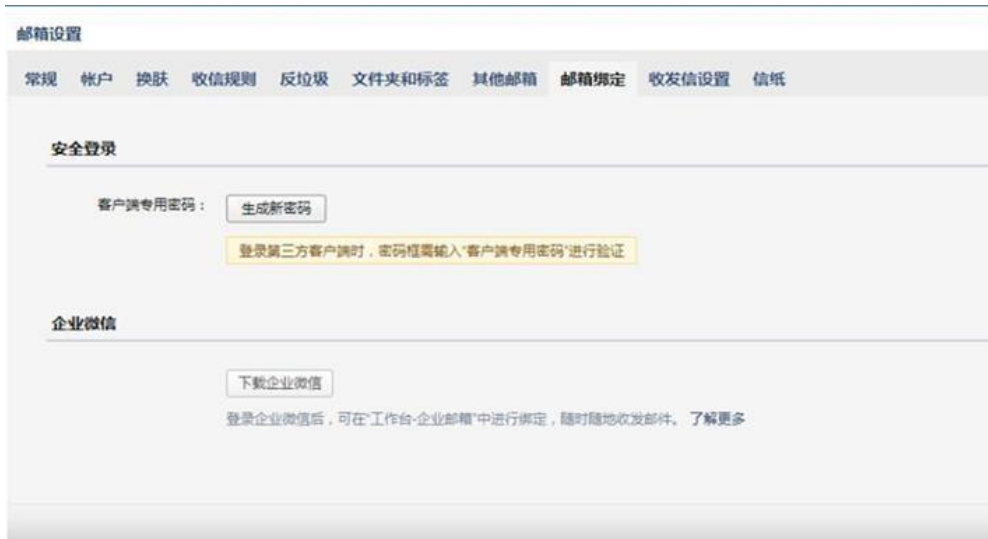 邮箱设置
常规 帐户 换肤 收信规则 反垃圾 文件夹和标签 其他邮箱 邮箱绑定 收发信设置 信纸
安全登录
客户端专用密码： 生成新密码
登录第三方客户端时，密码框需输入“客户端专用密码”进行验证
企业微信
下载企业微信
登录企业微信后，可在“工作台-企业邮箱”中进行绑定，随时随地收发邮件。 了解更多